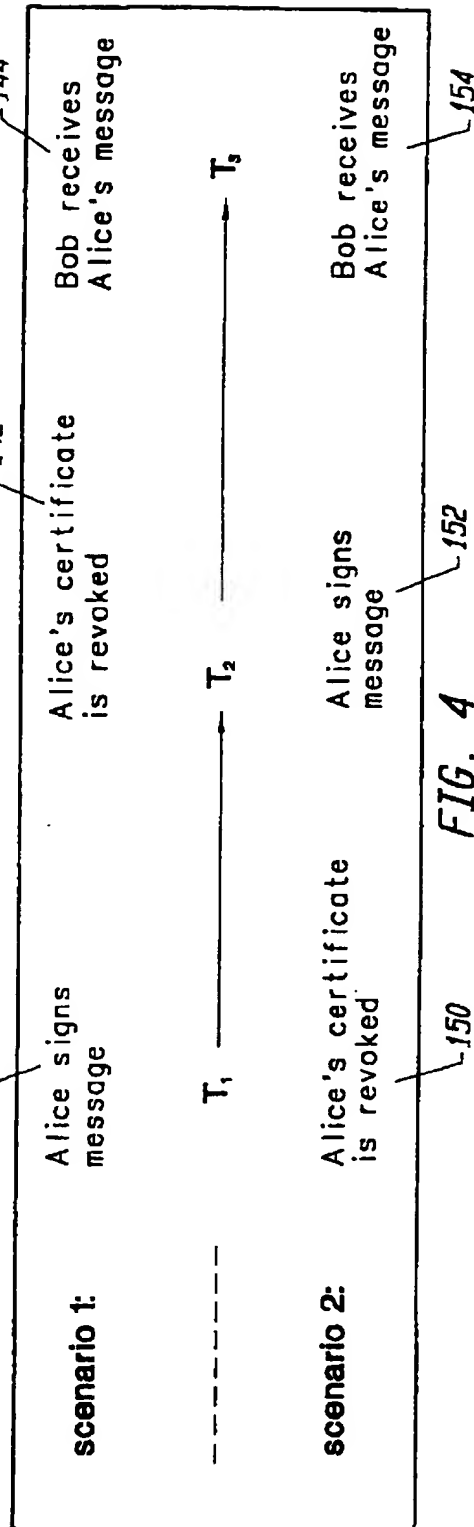 144
scenario 1:
Alice signs
message
Alice's certificate
is revoked
Bob receives
Alice's message
T₁
T₂
T₃
scenario 2:
Alice's certificate
is revoked
Alice signs
message
Bob receives
Alice's message
150
152
154
FIG. 4